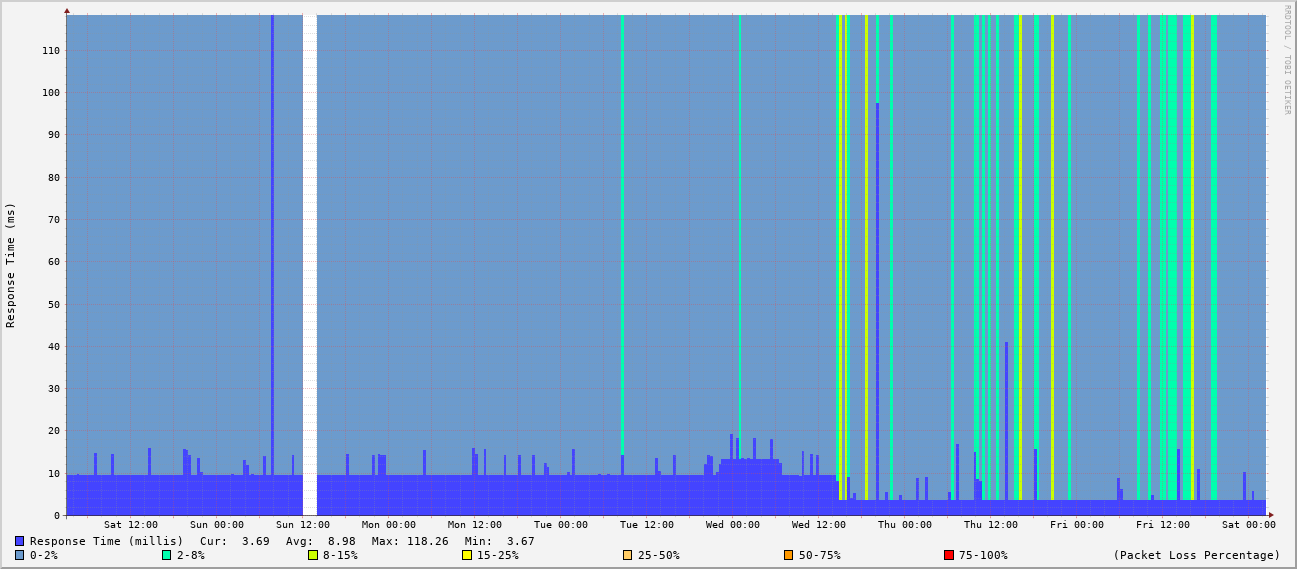 RRDTOOL / TOBI OETIKER
Response Time (ms)
110
100
90
80
70
60
50
40
30
20
10
0
Sat 12:00 Sun 00:00 Sun 12:00 Mon 00:00 Mon 12:00 Tue 00:00 Tue 12:00 Wed 00:00 Wed 12:00 Thu 00:00 Thu 12:00 Fri 00:00 Fri 12:00 Sat 00:00
Response Time (millis) Cur: 3.69 Avg: 8.98 Max: 118.26 Min: 3.67
0-2% 2-8% 8-15% 15-25% 25-50% 50-75% 75-100% (Packet Loss Percentage)